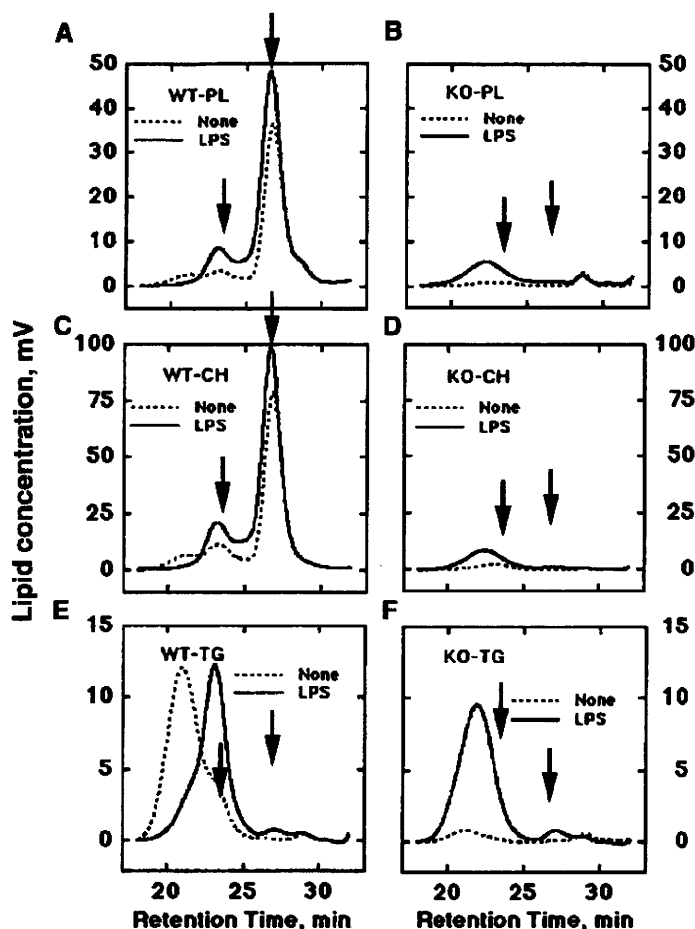 A
B
WT-PL
None
LPS
50
40
30
20
10
0
KO-PL
None
LPS
50
40
30
20
10
0
C
D
WT-CH
None
LPS
100
75
50
25
0
KO-CH
None
LPS
100
75
50
25
0
Lipid concentration, mV
E
F
WT-TG
None
LPS
15
10
5
0
KO-TG
None
LPS
15
10
5
0
20 25 30
20 25 30
Retention Time, min
Retention Time, min